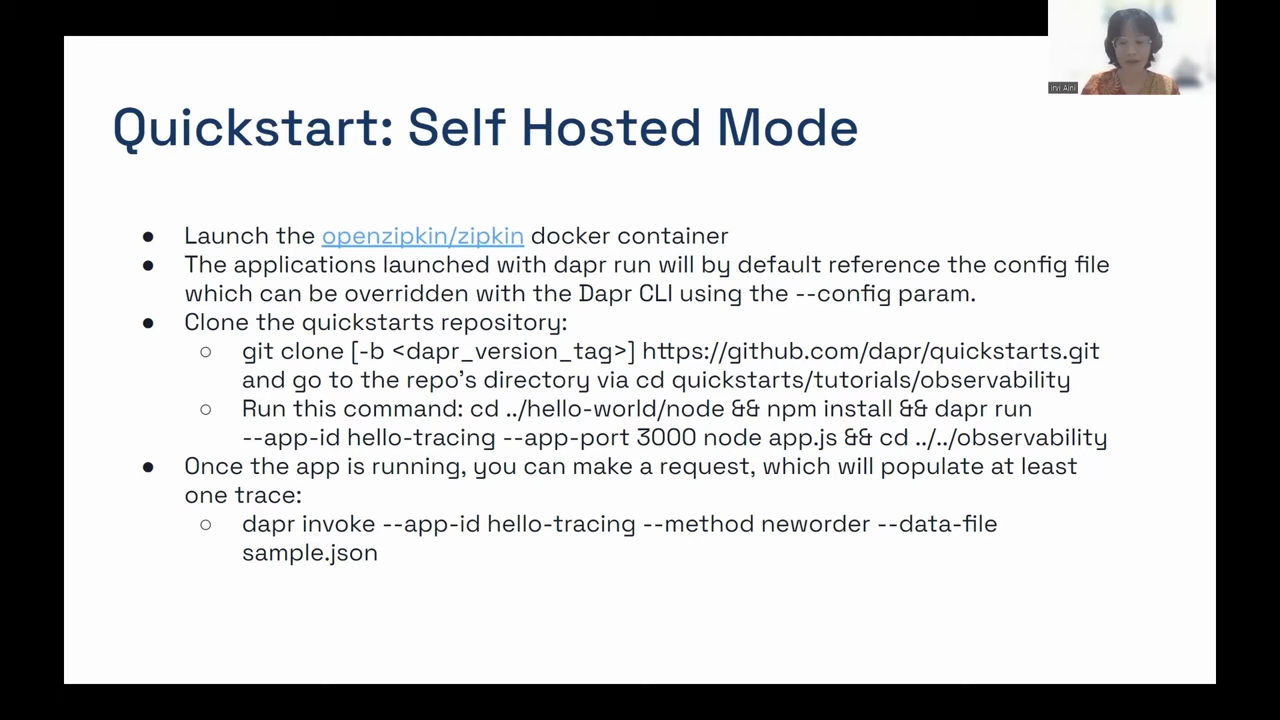 Irvi Aini
Quickstart: Self Hosted Mode
● Launch the openzipkin/zipkin docker container
● The applications launched with dapr run will by default reference the config file
which can be overridden with the Dapr CLI using the --config param.
● Clone the quickstarts repository:
○ git clone [-b <dapr_version_tag>] https://github.com/dapr/quickstarts.git
and go to the repo's directory via cd quickstarts/tutorials/observability
○ Run this command: cd ../hello-world/node && npm install && dapr run
--app-id hello-tracing --app-port 3000 node app.js && cd ../../observability
● Once the app is running, you can make a request, which will populate at least
one trace:
○ dapr invoke --app-id hello-tracing --method neworder --data-file
sample.json